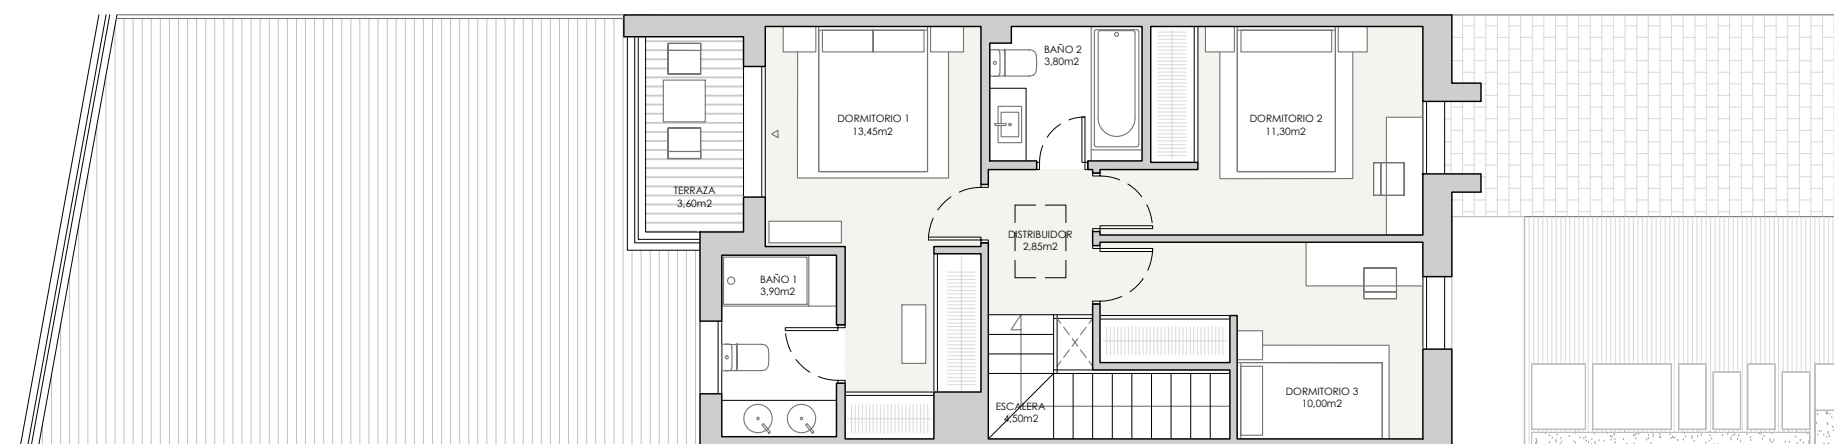 BAÑO 2
3,80m2
DORMITORIO 1
13,45m2
DORMITORIO 2
11,30m2
TERRAZA
3,60m2
DISTRIBUIDOR
2,85m2
BAÑO 1
3,90m2
DORMITORIO 3
10,00m2
ESCALERA
4,50m2